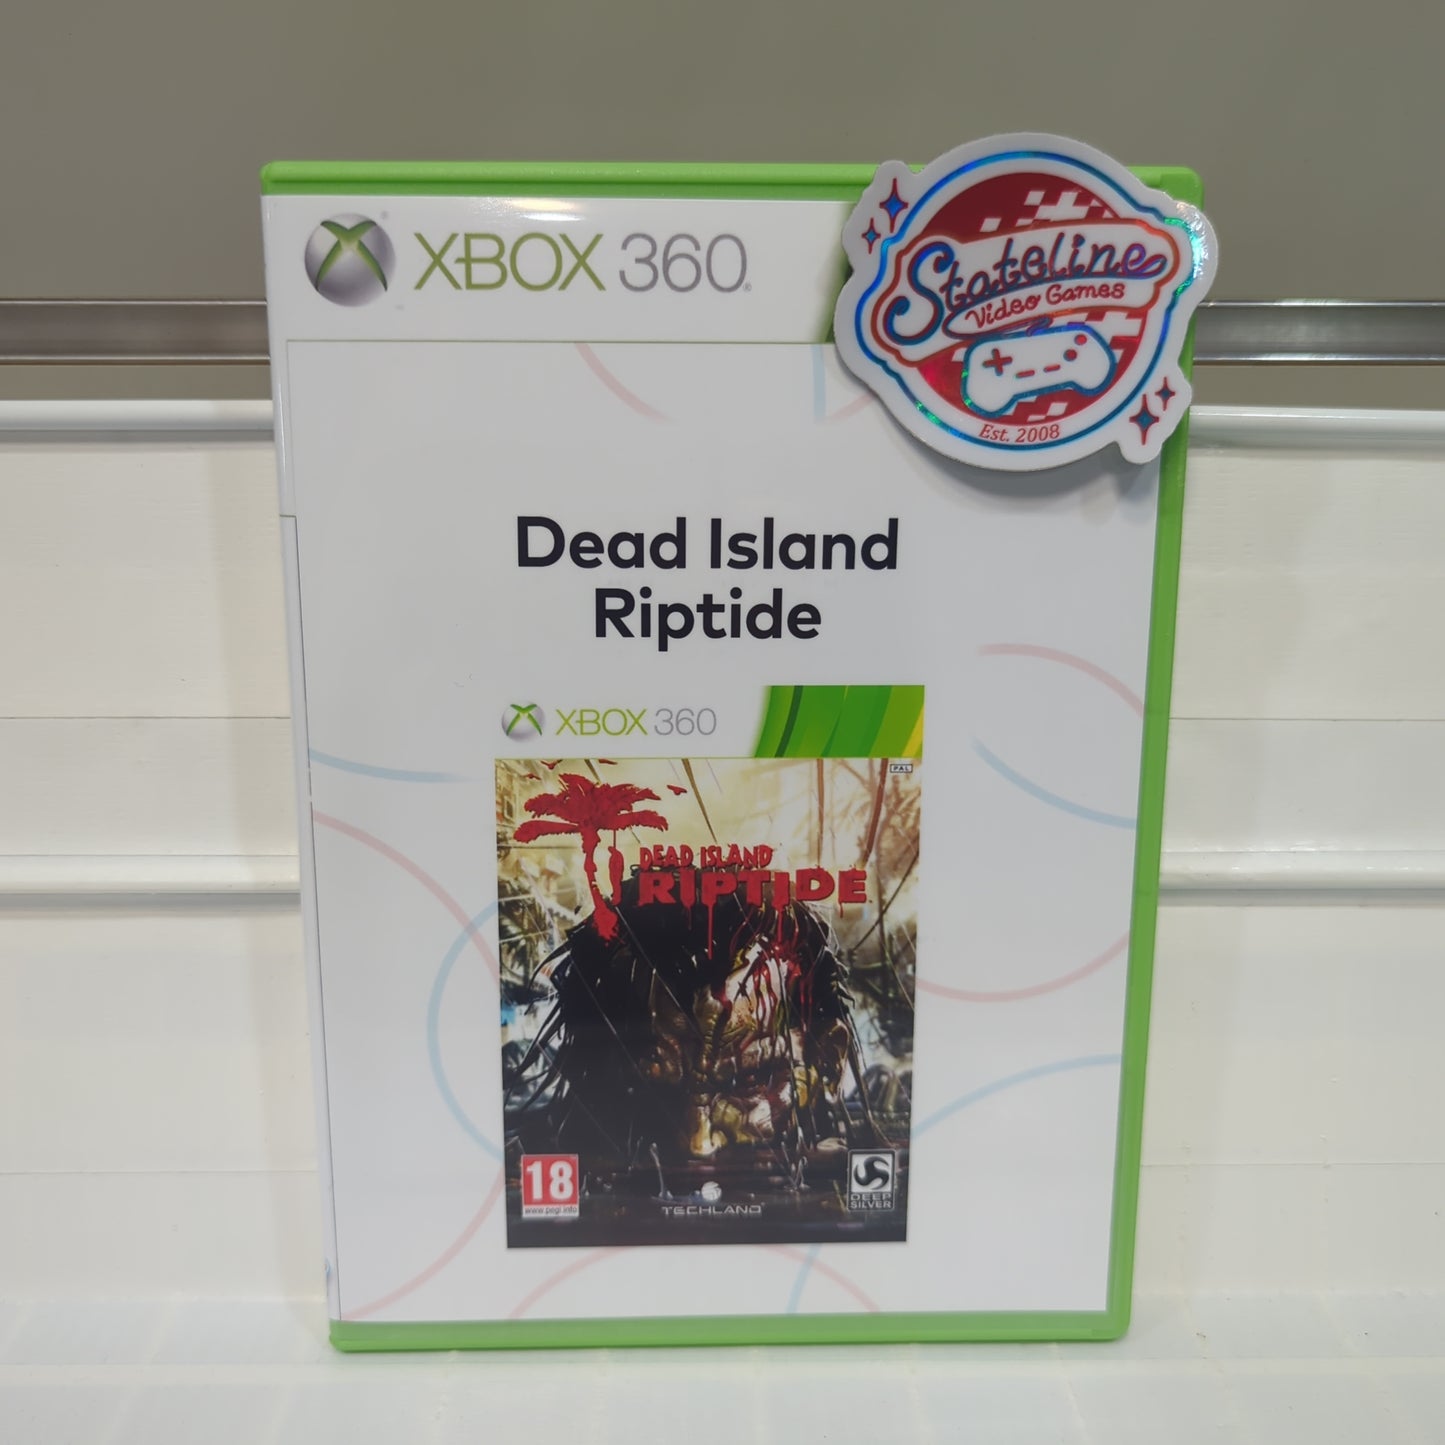 XBOX 360
Stateline
Video Games
Est. 2008
Dead Island
Riptide
XBOX 360
PAL
DEAD ISLAND
RIPTIDE
18
www.pegi.info
TECHLAND
DEEP
SILVER